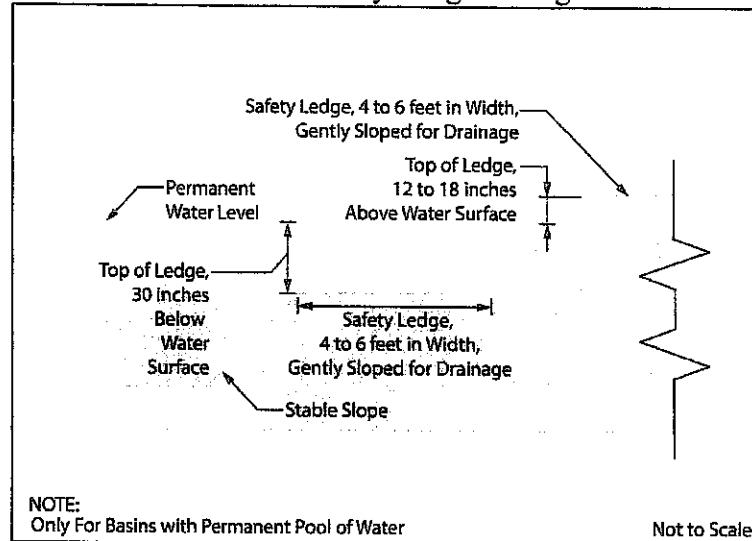 Safety Ledge, 4 to 6 feet in Width,
Gently Sloped for Drainage
Top of Ledge,
12 to 18 inches
Above Water Surface
Permanent
Water Level
Top of Ledge,
30 inches
Below
Water
Surface
Safety Ledge,
4 to 6 feet in Width,
Gently Sloped for Drainage
Stable Slope
NOTE:
Only For Basins with Permanent Pool of Water
Not to Scale